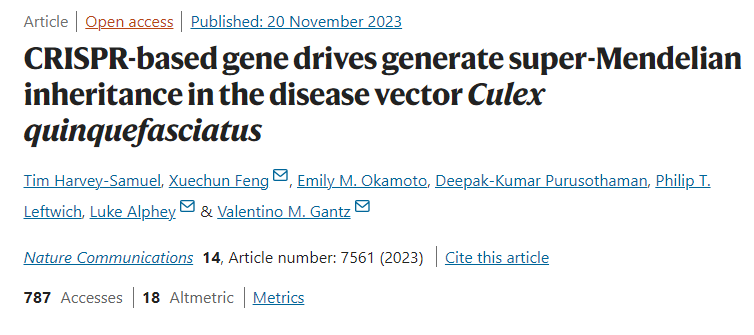 Article | Open access | Published: 20 November 2023
CRISPR-based gene drives generate super-Mendelian
inheritance in the disease vector Culex
quinquefasciatus
Tim Harvey-Samuel, Xuechun Feng, Emily M. Okamoto, Deepak-Kumar Purusothaman, Philip T.
Leftwich, Luke Alphey & Valentino M. Gantz
Nature Communications 14, Article number: 7561 (2023) | Cite this article
787 Accesses | 18 Altmetric | Metrics